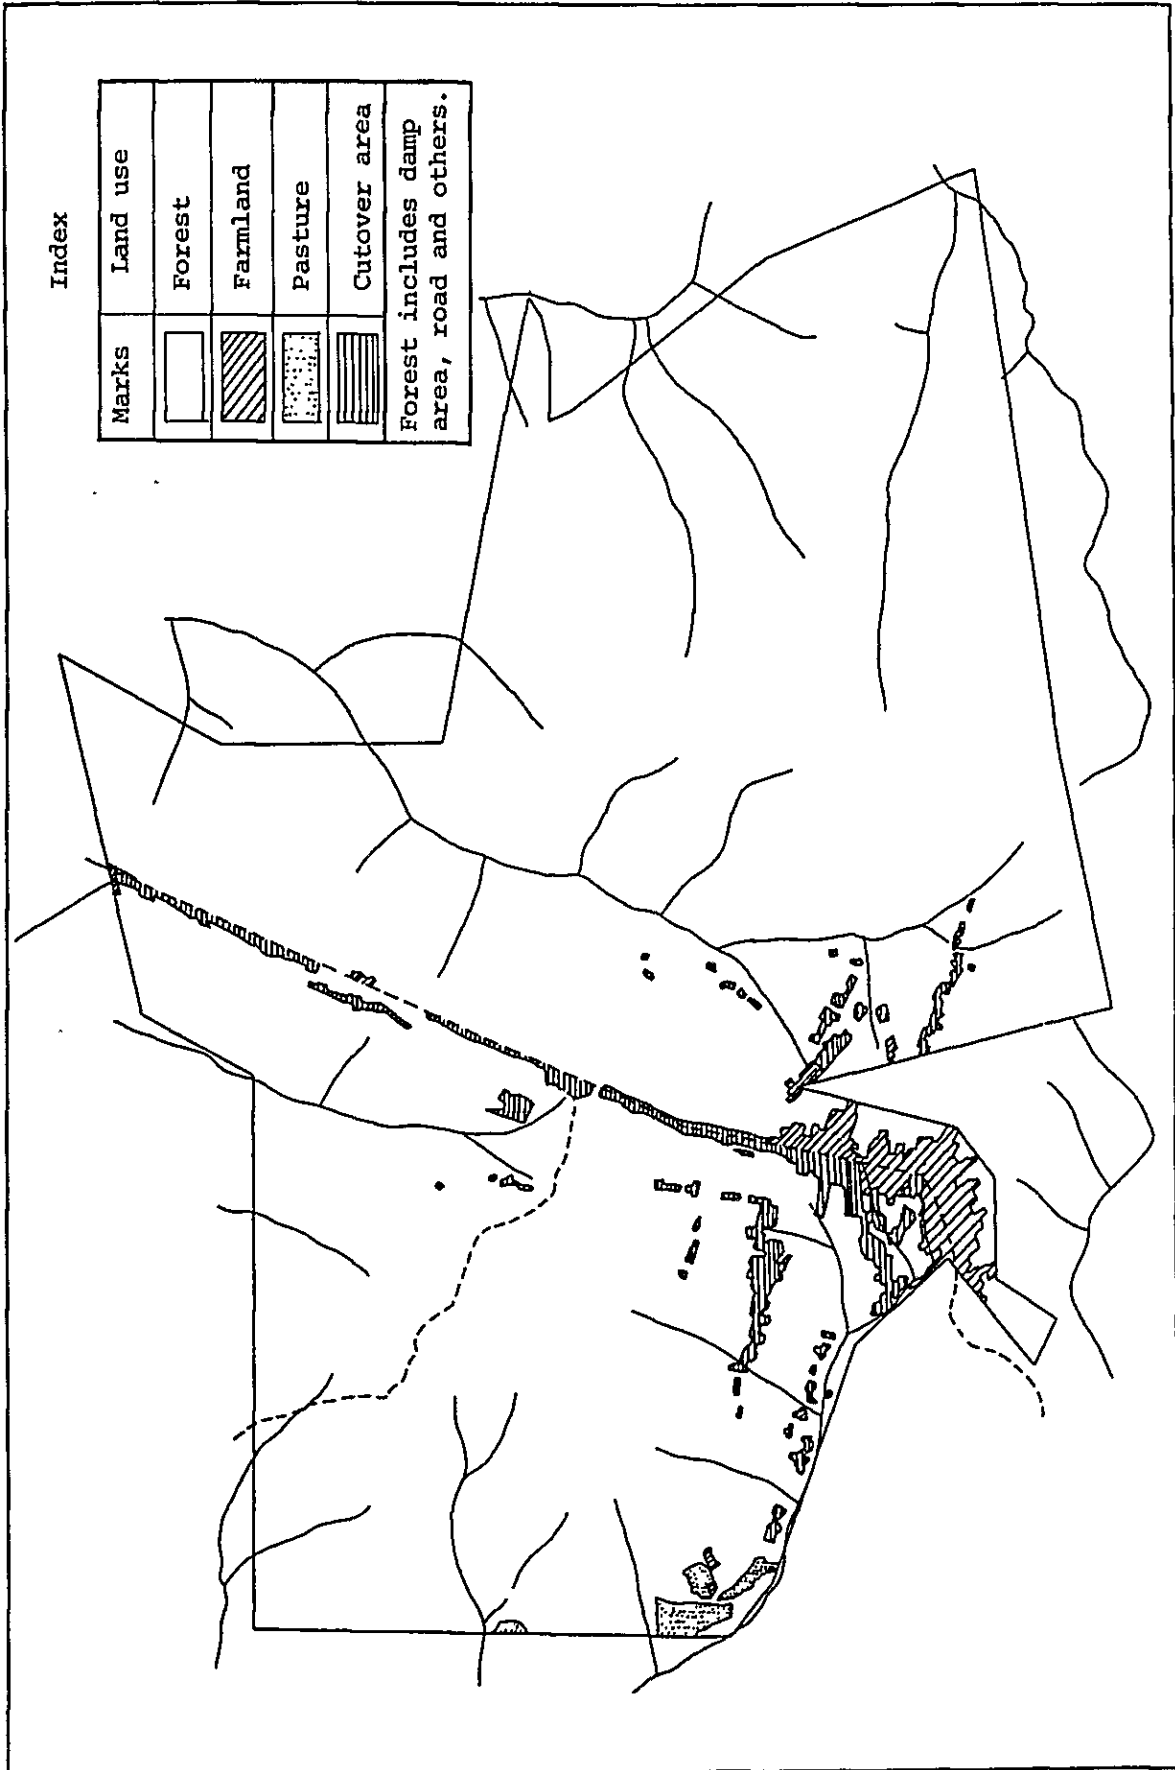 Index
Marks Land use
Forest
Farmland
Pasture
Cutover area
Forest includes damp
area, road and others.